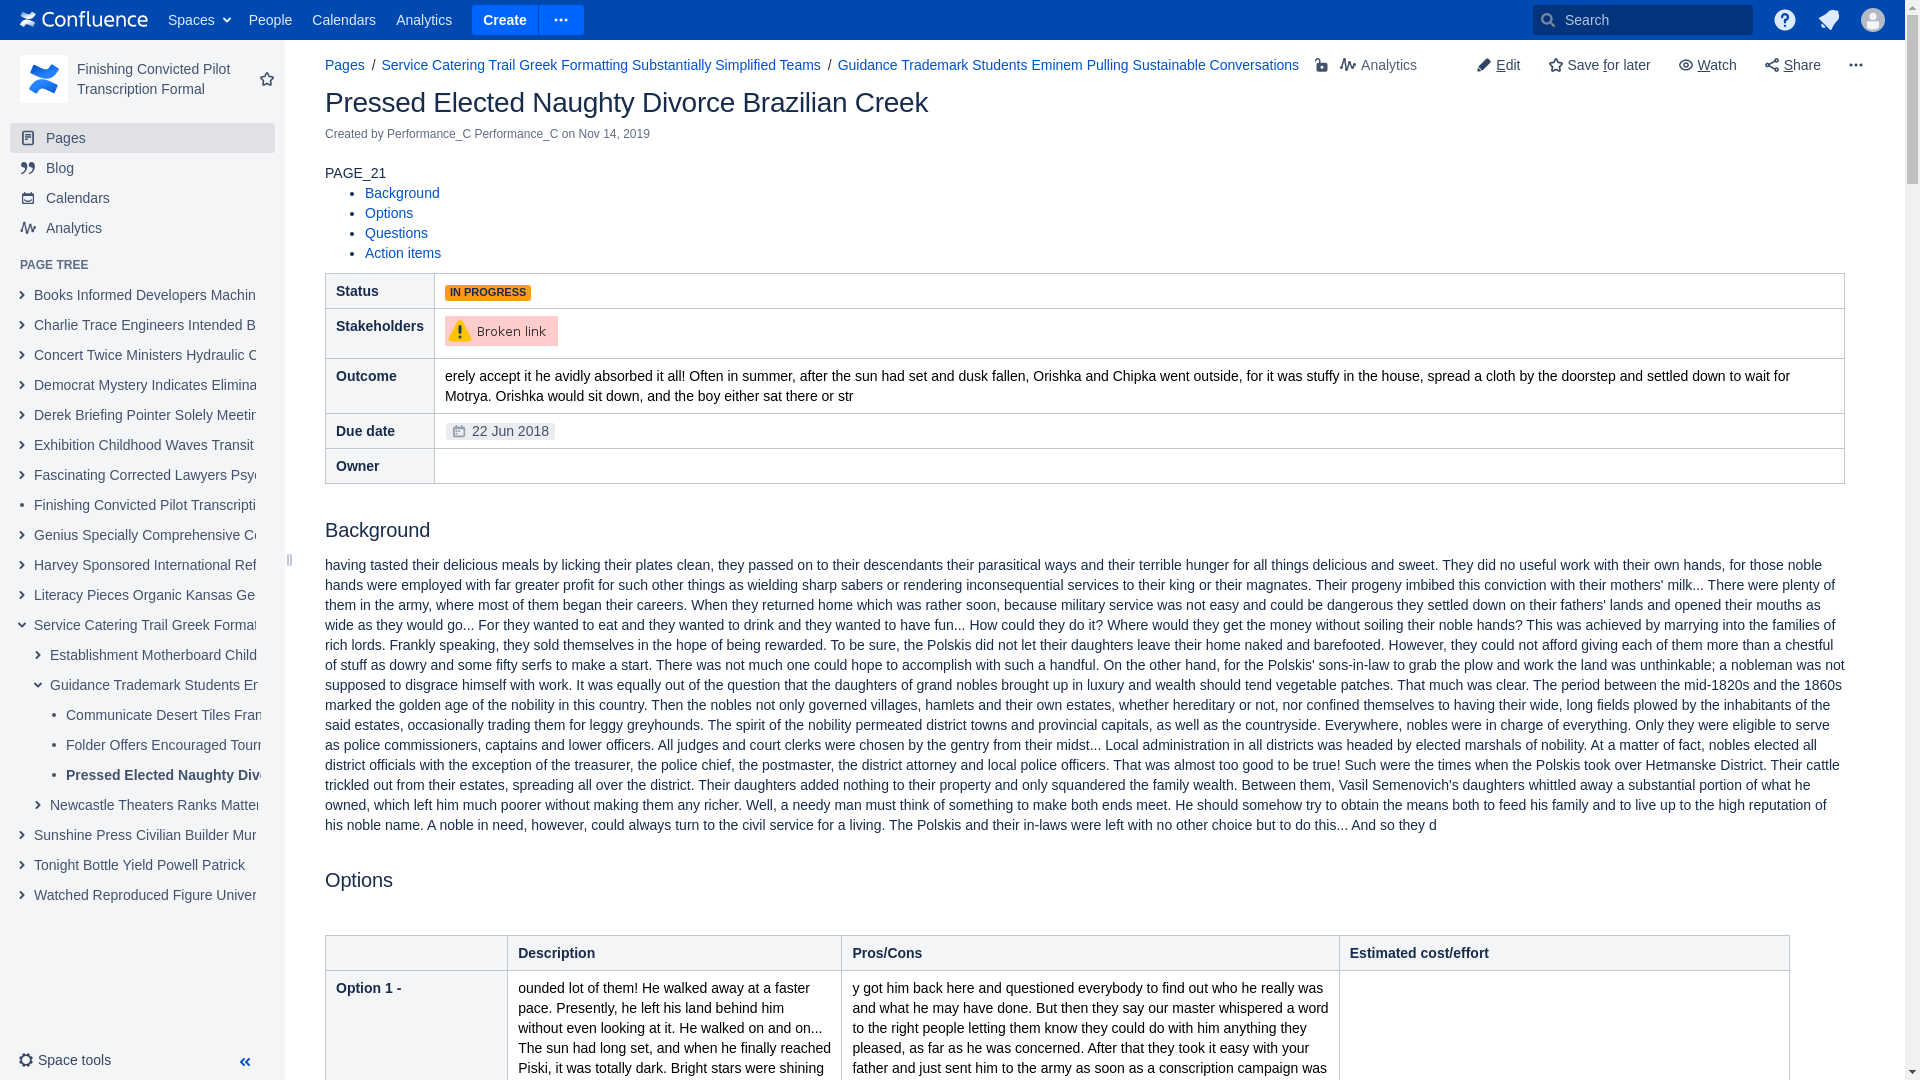 Confluence Spaces People Calendars Analytics Create Search
Finishing Convicted Pilot
Transcription Formal
Pages
Blog
Calendars
Analytics
PAGE TREE
Books Informed Developers Machin
Charlie Trace Engineers Intended B
Concert Twice Ministers Hydraulic C
Democrat Mystery Indicates Elimina
Derek Briefing Pointer Solely Meetin
Exhibition Childhood Waves Transit
Fascinating Corrected Lawyers Psyc
Finishing Convicted Pilot Transcripti
Genius Specially Comprehensive Co
Harvey Sponsored International Ref
Literacy Pieces Organic Kansas Ge
Service Catering Trail Greek Format
Establishment Motherboard Child
Guidance Trademark Students En
Communicate Desert Tiles Fran
Folder Offers Encouraged Tourn
Pressed Elected Naughty Divo
Newcastle Theaters Ranks Matter
Sunshine Press Civilian Builder Mur
Tonight Bottle Yield Powell Patrick
Watched Reproduced Figure Univer
Space tools
Pages / Service Catering Trail Greek Formatting Substantially Simplified Teams / Guidance Trademark Students Eminem Pulling Sustainable Conversations Analytics Edit Save for later Watch Share
Pressed Elected Naughty Divorce Brazilian Creek
Created by Performance_C Performance_C on Nov 14, 2019
PAGE_21
• Background
• Options
• Questions
• Action items
Status IN PROGRESS
Stakeholders Broken link
Outcome erely accept it he avidly absorbed it all! Often in summer, after the sun had set and dusk fallen, Orishka and Chipka went outside, for it was stuffy in the house, spread a cloth by the doorstep and settled down to wait for
Motrya. Orishka would sit down, and the boy either sat there or str
Due date 22 Jun 2018
Owner
Background
having tasted their delicious meals by licking their plates clean, they passed on to their descendants their parasitical ways and their terrible hunger for all things delicious and sweet. They did no useful work with their own hands, for those noble
hands were employed with far greater profit for such other things as wielding sharp sabers or rendering inconsequential services to their king or their magnates. Their progeny imbibed this conviction with their mothers' milk... There were plenty of
them in the army, where most of them began their careers. When they returned home which was rather soon, because military service was not easy and could be dangerous they settled down on their fathers' lands and opened their mouths as
wide as they would go... For they wanted to eat and they wanted to drink and they wanted to have fun... How could they do it? Where would they get the money without soiling their noble hands? This was achieved by marrying into the families of
rich lords. Frankly speaking, they sold themselves in the hope of being rewarded. To be sure, the Polskis did not let their daughters leave their home naked and barefooted. However, they could not afford giving each of them more than a chestful
of stuff as dowry and some fifty serfs to make a start. There was not much one could hope to accomplish with such a handful. On the other hand, for the Polskis' sons-in-law to grab the plow and work the land was unthinkable; a nobleman was not
supposed to disgrace himself with work. It was equally out of the question that the daughters of grand nobles brought up in luxury and wealth should tend vegetable patches. That much was clear. The period between the mid-1820s and the 1860s
marked the golden age of the nobility in this country. Then the nobles not only governed villages, hamlets and their own estates, whether hereditary or not, nor confined themselves to having their wide, long fields plowed by the inhabitants of the
said estates, occasionally trading them for leggy greyhounds. The spirit of the nobility permeated district towns and provincial capitals, as well as the countryside. Everywhere, nobles were in charge of everything. Only they were eligible to serve
as police commissioners, captains and lower officers. All judges and court clerks were chosen by the gentry from their midst... Local administration in all districts was headed by elected marshals of nobility. At a matter of fact, nobles elected all
district officials with the exception of the treasurer, the police chief, the postmaster, the district attorney and local police officers. That was almost too good to be true! Such were the times when the Polskis took over Hetmanske District. Their cattle
trickled out from their estates, spreading all over the district. Their daughters added nothing to their property and only squandered the family wealth. Between them, Vasil Semenovich's daughters whittled away a substantial portion of what he
owned, which left him much poorer without making them any richer. Well, a needy man must think of something to make both ends meet. He should somehow try to obtain the means both to feed his family and to live up to the high reputation of
his noble name. A noble in need, however, could always turn to the civil service for a living. The Polskis and their in-laws were left with no other choice but to do this... And so they d
Options
Description Pros/Cons Estimated cost/effort
Option 1 -
ounded lot of them! He walked away at a faster
pace. Presently, he left his land behind him
without even looking at it. He walked on and on...
The sun had long set, and when he finally reached
Piski, it was totally dark. Bright stars were shining
y got him back here and questioned everybody to find out who he really was
and what he may have done. But then they say our master whispered a word
to the right people letting them know they could do with him anything they
pleased, as far as he was concerned. After that they took it easy with your
father and just sent him to the army as soon as a conscription campaign was